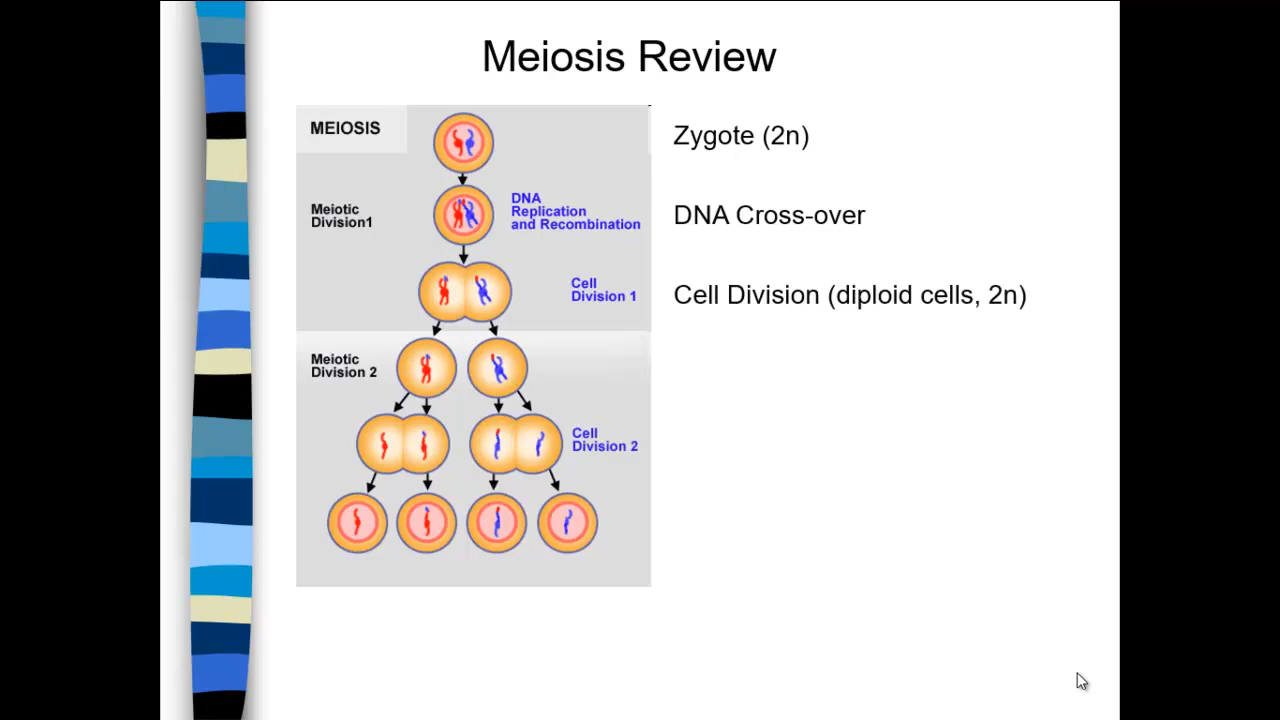 Meiosis Review
MEIOSIS
Zygote (2n)
Meiotic
Division1
DNA
Replication
and Recombination
DNA Cross-over
Cell
Division 1
Cell Division (diploid cells, 2n)
Meiotic
Division 2
Cell
Division 2